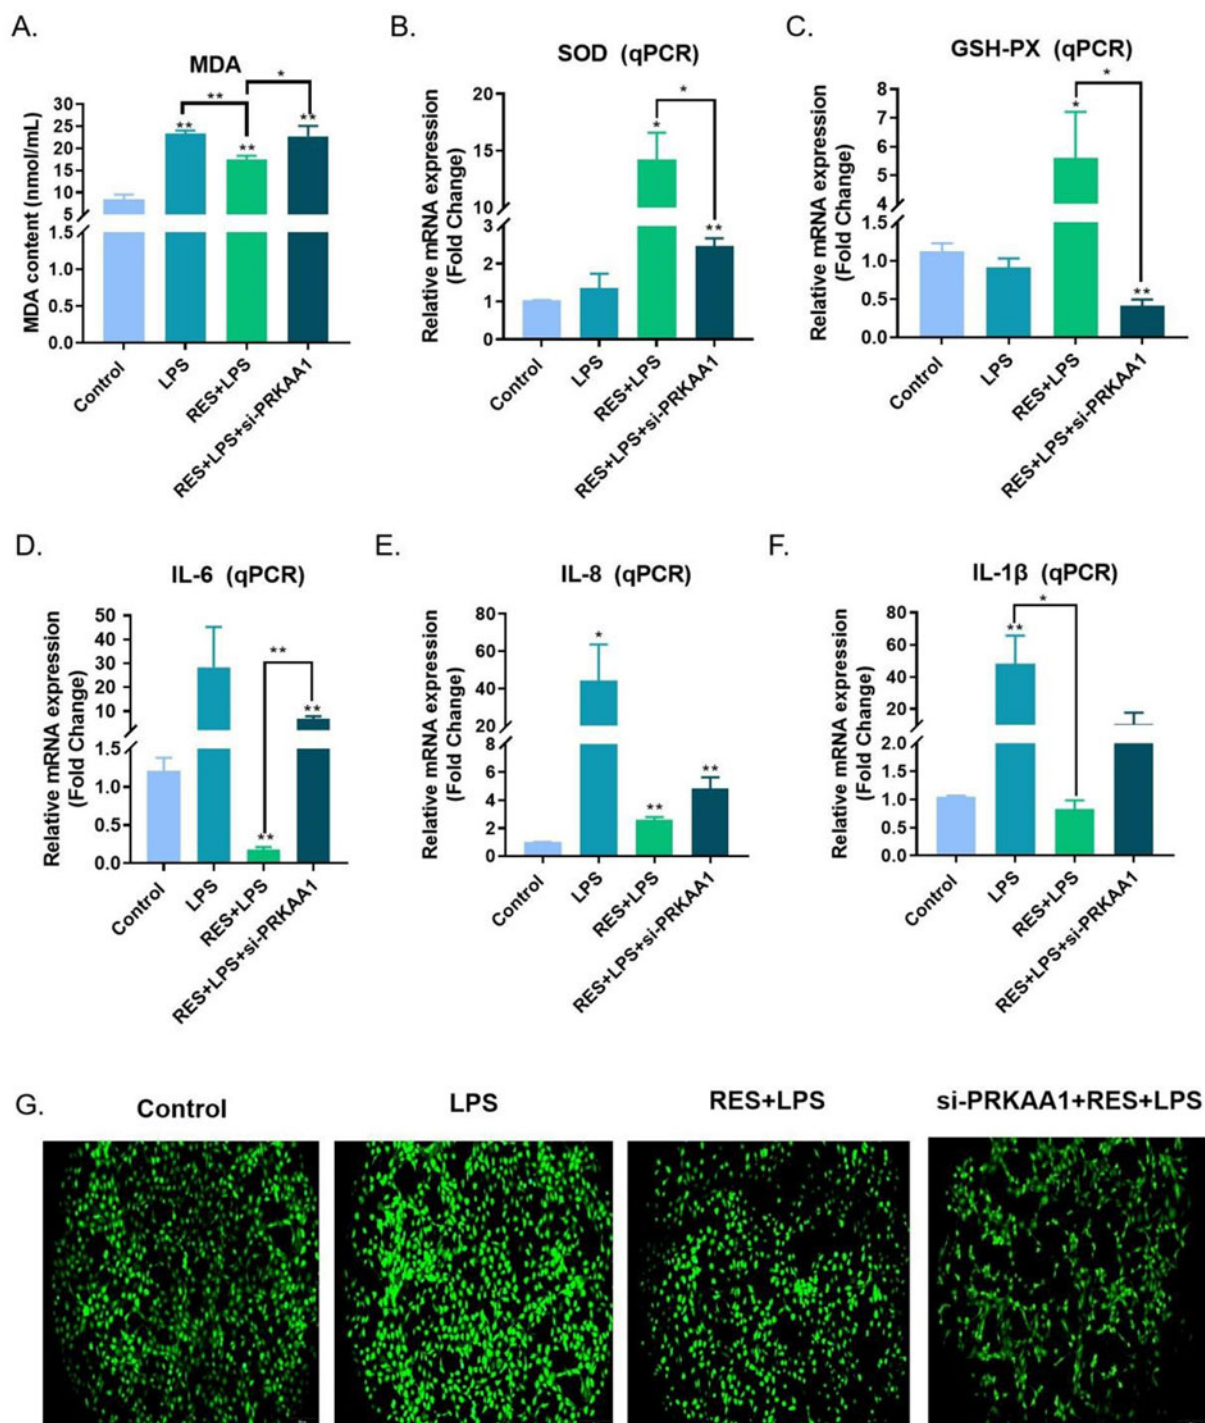 A.
MDA
MDA content (nmol/mL)
30
25
20
15
10
5
1.5
1.0
0.5
0.0
**
**
**
*
**
Control
LPS
RES+LPS
RES+LPS+si-PRKAA1
B.
SOD (qPCR)
Relative mRNA expression
(Fold Change)
20
15
10
3
2
1
0
*
*
**
Control
LPS
RES+LPS
RES+LPS+si-PRKAA1
C.
GSH-PX (qPCR)
Relative mRNA expression
(Fold Change)
8
7
6
5
4
1.5
1.0
0.5
0.0
*
*
**
Control
LPS
RES+LPS
RES+LPS+si-PRKAA1
D.
IL-6 (qPCR)
Relative mRNA expression
(Fold Change)
50
40
30
20
10
1.5
1.0
0.5
0.0
**
**
**
Control
LPS
RES+LPS
RES+LPS+si-PRKAA1
E.
IL-8 (qPCR)
Relative mRNA expression
(Fold Change)
80
60
40
20
8
6
4
2
0
*
**
**
Control
LPS
RES+LPS
RES+LPS+si-PRKAA1
F.
IL-1β (qPCR)
Relative mRNA expression
(Fold Change)
80
60
40
20
2.0
1.5
1.0
0.5
0.0
**
*
Control
LPS
RES+LPS
RES+LPS+si-PRKAA1
G.
Control
LPS
RES+LPS
si-PRKAA1+RES+LPS